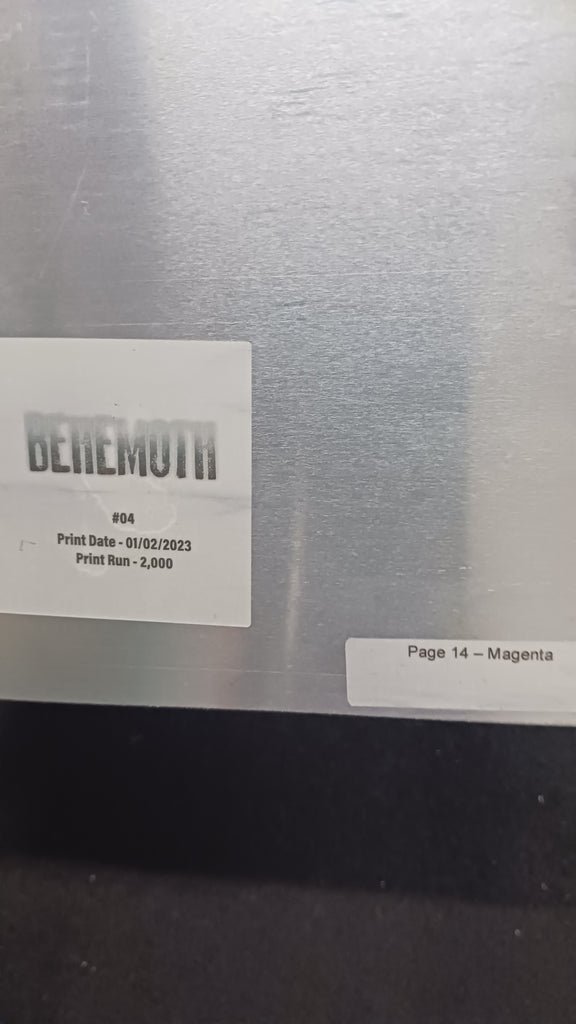 BEHEMOTH
#04
Print Date - 01/02/2023
Print Run - 2,000
Page 14 – Magenta